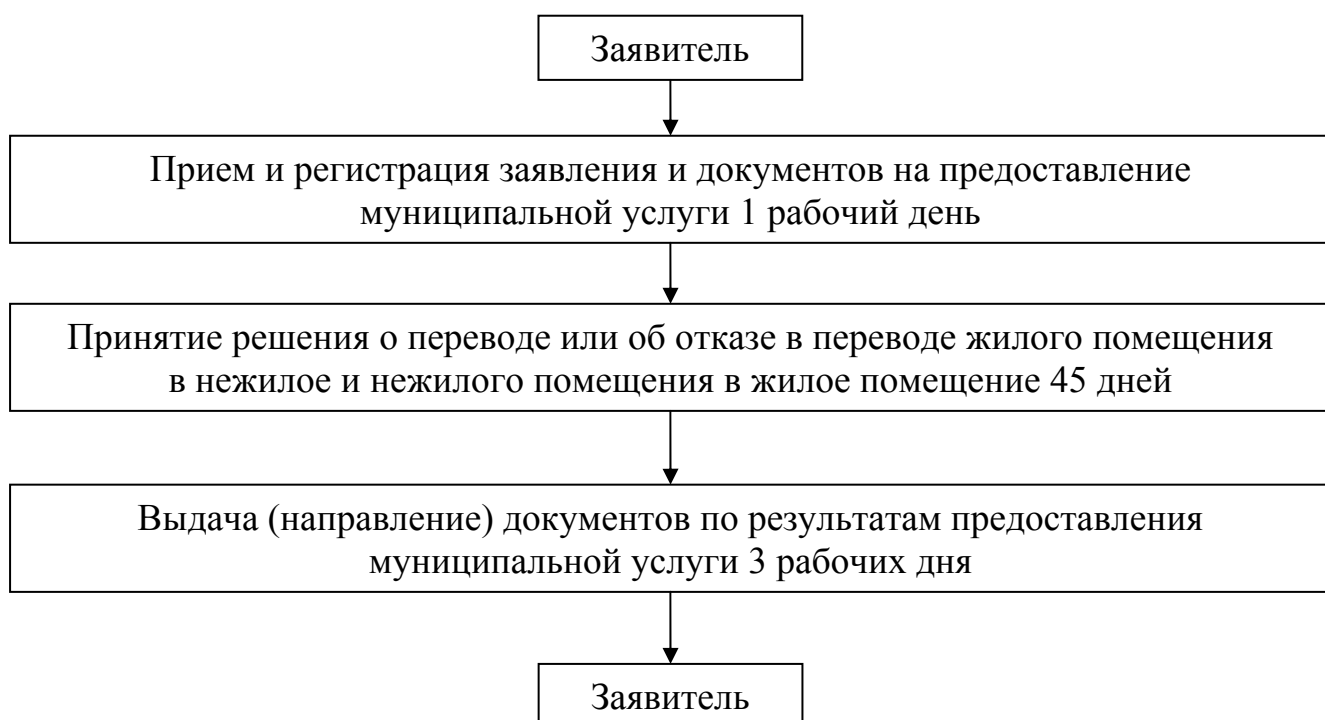 Заявитель
Прием и регистрация заявления и документов на предоставление
муниципальной услуги 1 рабочий день
Принятие решения о переводе или об отказе в переводе жилого помещения
в нежилое и нежилого помещения в жилое помещение 45 дней
Выдача (направление) документов по результатам предоставления
муниципальной услуги 3 рабочих дня
Заявитель